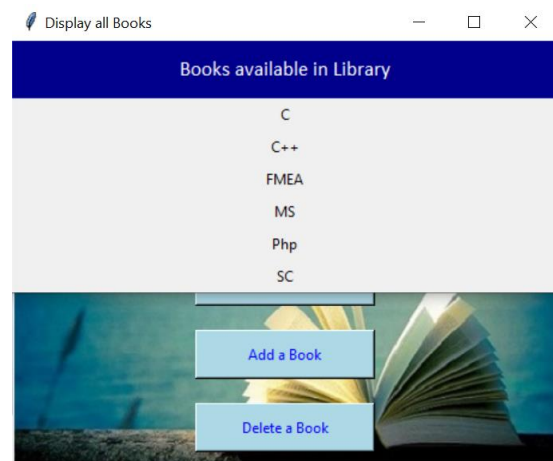 Display all Books
Books available in Library
C
C++
FMEA
MS
Php
SC
Add a Book
Delete a Book